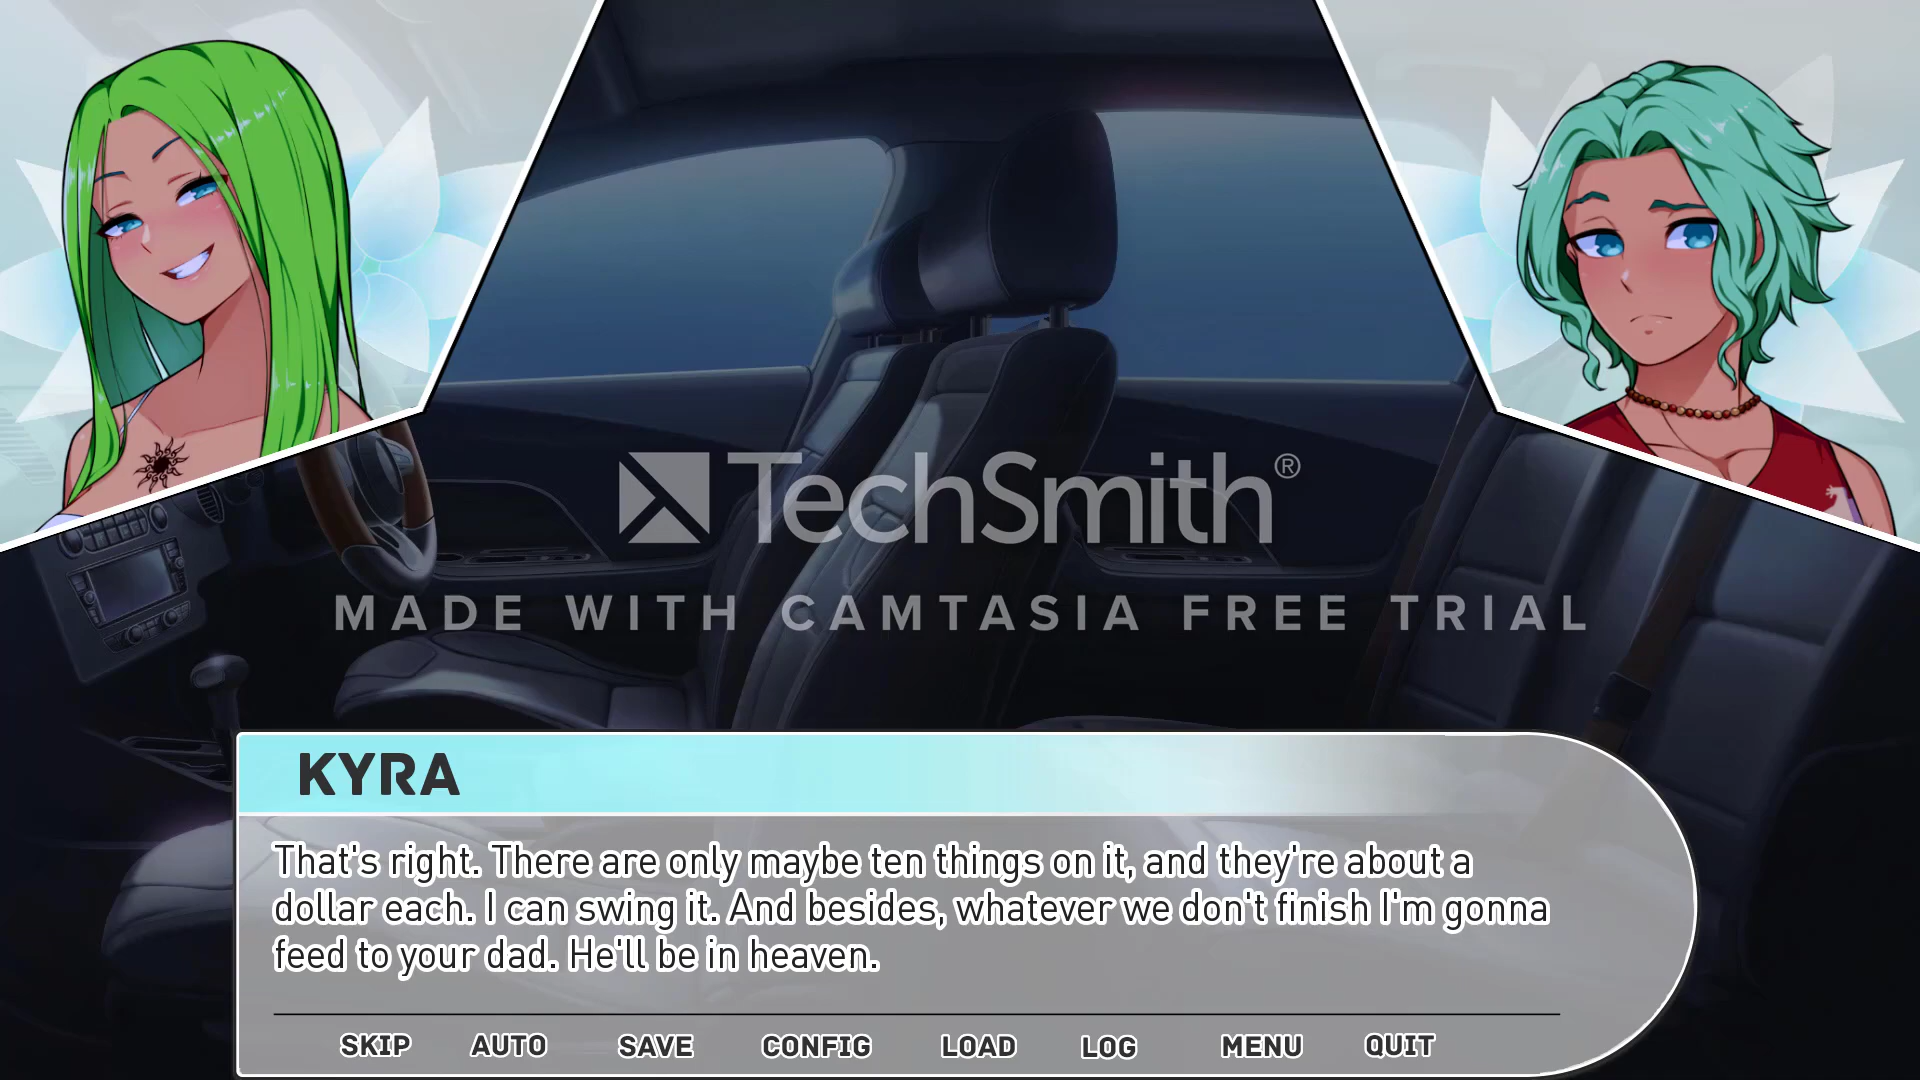 TechSmith®
MADE WITH CAMTASIA FREE TRIAL
KYRA
That's right. There are only maybe ten things on it, and they're about a
dollar each. I can swing it. And besides, whatever we don't finish I'm gonna
feed to your dad. He'll be in heaven.
SKIP AUTO SAVE CONFIG LOAD LOG MENU QUIT